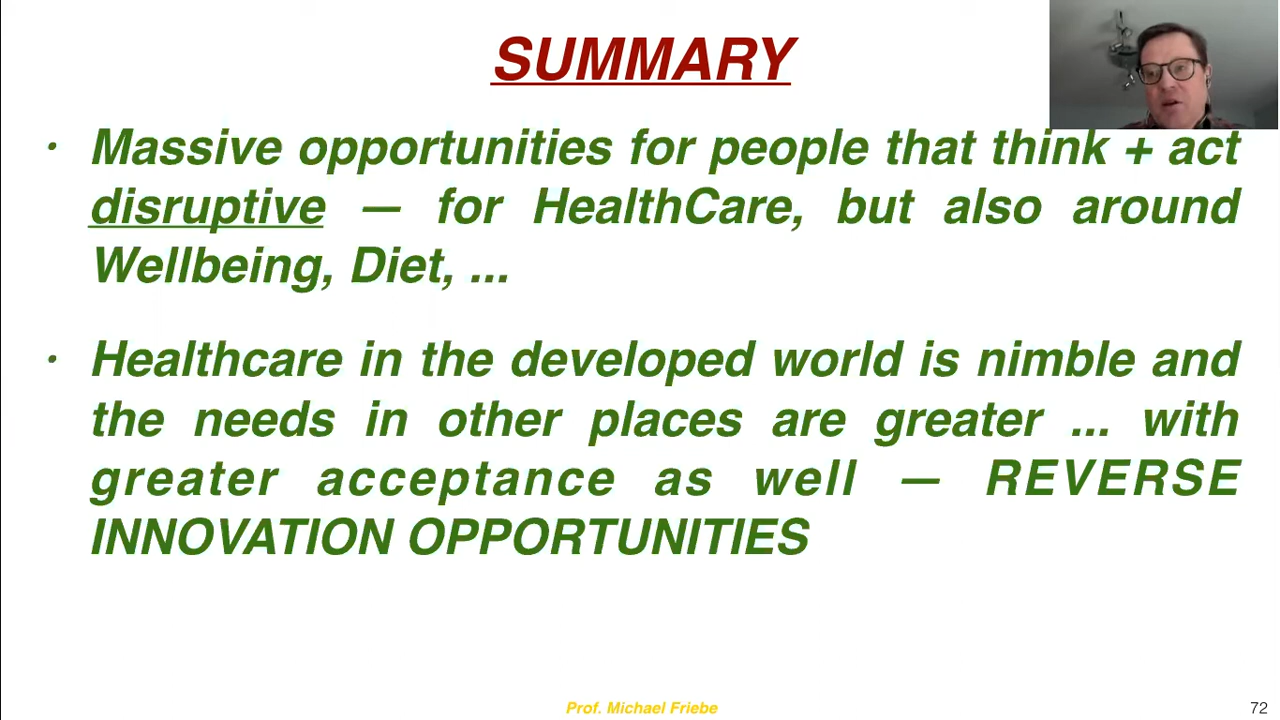 SUMMARY
· Massive opportunities for people that think + act
disruptive — for HealthCare, but also around
Wellbeing, Diet, ...
· Healthcare in the developed world is nimble and
the needs in other places are greater ... with
greater acceptance as well — REVERSE
INNOVATION OPPORTUNITIES
Prof. Michael Friebe
72